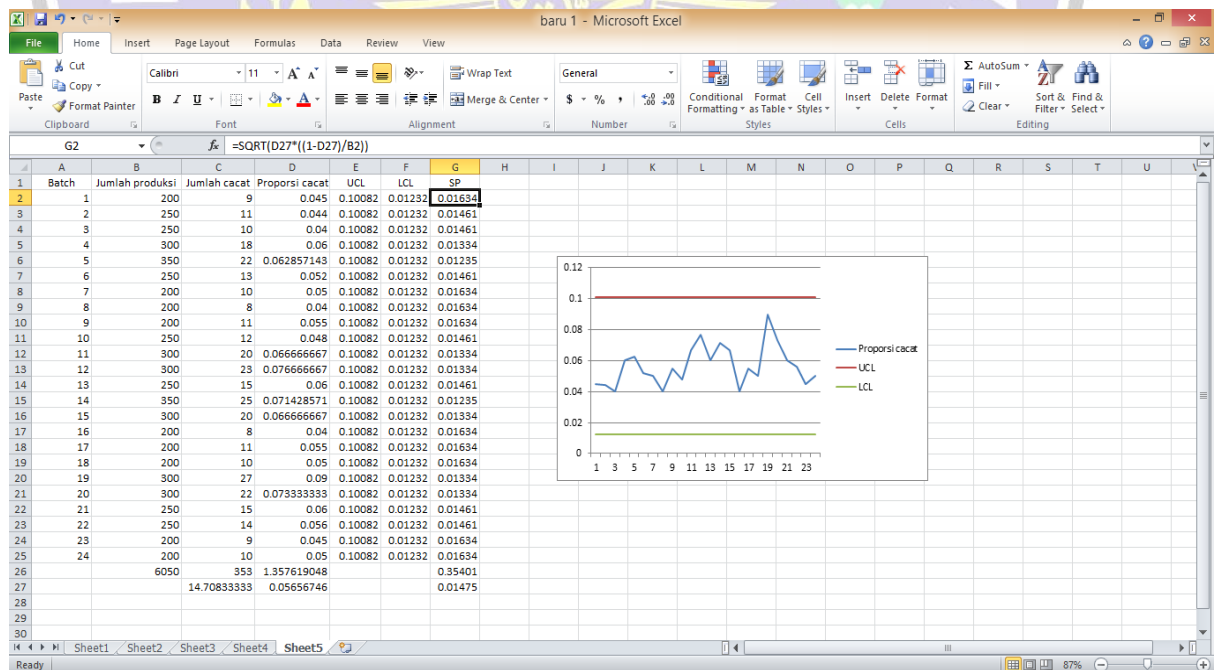 baru 1 - Microsoft Excel
File Home Insert Page Layout Formulas Data Review View
Paste
Cut
Copy
Format Painter
Clipboard
Calibri 11
B I U
Font
Wrap Text
Merge & Center
Alignment
General
$ % ,
Number
Conditional Formatting
Format as Table
Cell Styles
Styles
Insert Delete Format
Cells
Σ AutoSum
Fill
Clear
Sort & Filter
Find & Select
Editing
G2 fx =SQRT(D27*((1-D27)/B2))
A B C D E F G H I J K L M N O P Q R S T U
1 Batch Jumlah produksi Jumlah cacat Proporsi cacat UCL LCL SP
2 1 200 9 0.045 0.10082 0.01232 0.01634
3 2 250 11 0.044 0.10082 0.01232 0.01461
4 3 250 10 0.04 0.10082 0.01232 0.01461
5 4 300 18 0.06 0.10082 0.01232 0.01334
6 5 350 22 0.062857143 0.10082 0.01232 0.01235
7 6 250 13 0.052 0.10082 0.01232 0.01461
8 7 200 10 0.05 0.10082 0.01232 0.01634
9 8 200 8 0.04 0.10082 0.01232 0.01634
10 9 200 11 0.055 0.10082 0.01232 0.01634
11 10 250 12 0.048 0.10082 0.01232 0.01461
12 11 300 20 0.066666667 0.10082 0.01232 0.01334
13 12 300 23 0.076666667 0.10082 0.01232 0.01334
14 13 250 15 0.06 0.10082 0.01232 0.01461
15 14 350 25 0.071428571 0.10082 0.01232 0.01235
16 15 300 20 0.066666667 0.10082 0.01232 0.01334
17 16 200 8 0.04 0.10082 0.01232 0.01634
18 17 200 11 0.055 0.10082 0.01232 0.01634
19 18 200 10 0.05 0.10082 0.01232 0.01634
20 19 300 27 0.09 0.10082 0.01232 0.01334
21 20 300 22 0.073333333 0.10082 0.01232 0.01334
22 21 250 15 0.06 0.10082 0.01232 0.01461
23 22 250 14 0.056 0.10082 0.01232 0.01461
24 23 200 9 0.045 0.10082 0.01232 0.01634
25 24 200 10 0.05 0.10082 0.01232 0.01634
26 6050 353 1.357619048 0.35401
27 14.70833333 0.05656746 0.01475
28
29
30
0.12
0.1
0.08
0.06
0.04
0.02
0
1 3 5 7 9 11 13 15 17 19 21 23
Proporsi cacat
UCL
LCL
Sheet1 Sheet2 Sheet3 Sheet4 Sheet5
Ready 87%